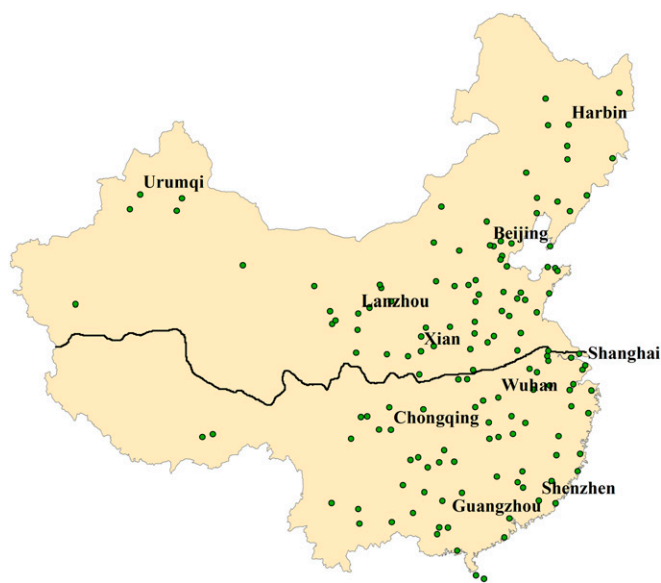 Harbin
Urumqi
Beijing
Lanzhou
Xian
Shanghai
Wuhan
Chongqing
Shenzhen
Guangzhou